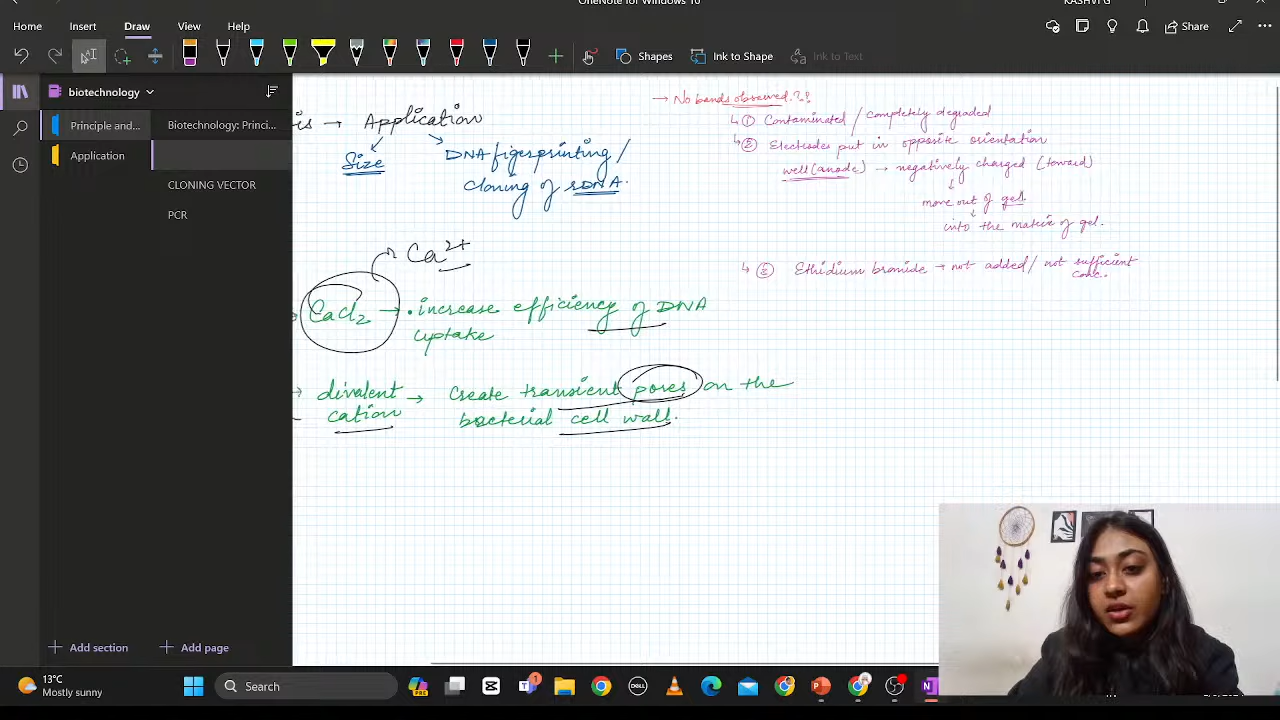 OneNote for Windows 10
KASHVI G
Home Insert Draw View Help
Share
Shapes Ink to Shape Ink to Text
biotechnology
Principle and...
Application
Biotechnology: Princ...
CLONING VECTOR
PCR
is → Application
Size
DNA figerprinting /
cloning of rDNA.
→ No bands observed??!
↳ ① Contaminated / completely degraded
↳ ② Electrodes put in opposite orientation
well (anode) → negatively charged (toward)
↓
move out of gel.
↓
into the matrix of gel.
↳ ② Ethidium bromide → not added / not sufficient
conc.
Ca2+
CaCl2 → • increase efficiency of DNA
uptake
→ divalent
cation → Create transient pores on the
bacterial cell wall.
Add section
Add page
13°C
Mostly sunny
Search